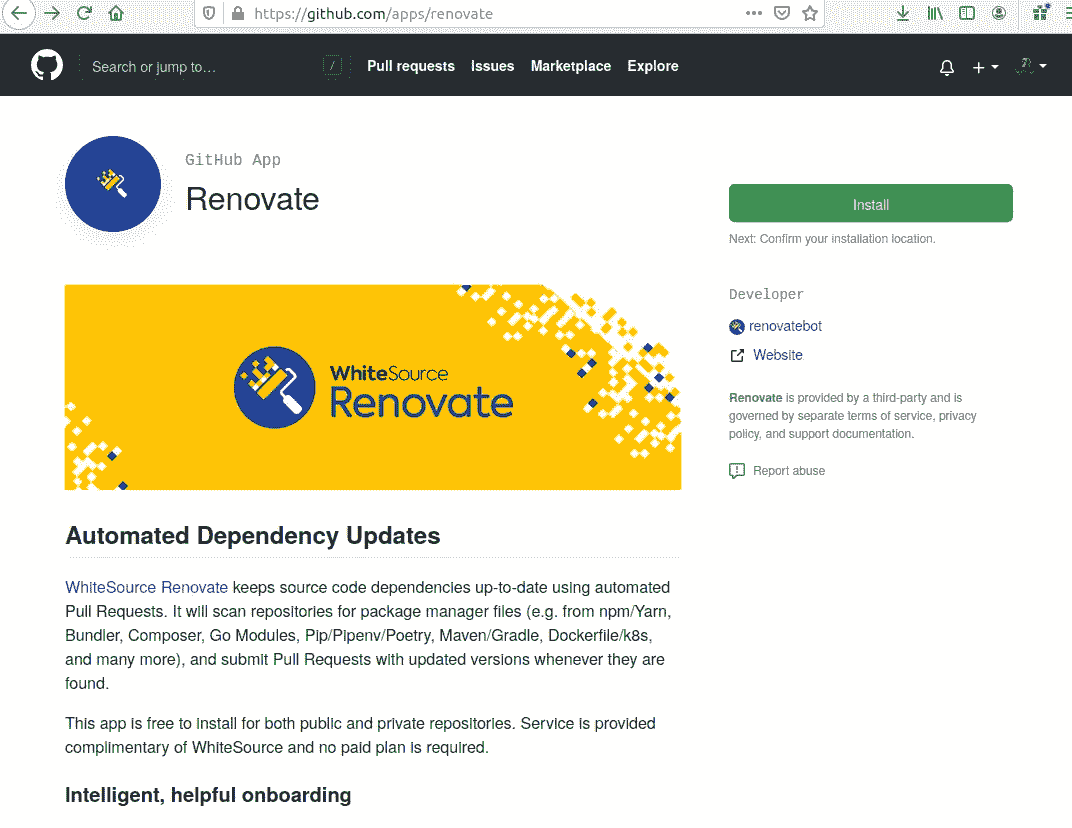 https://github.com/apps/renovate
Search or jump to…
/
Pull requests Issues Marketplace Explore
GitHub App
Renovate
Install
Next: Confirm your installation location.
WhiteSource
Renovate
Developer
renovatebot
Website
Renovate is provided by a third-party and is
governed by separate terms of service, privacy
policy, and support documentation.
Report abuse
Automated Dependency Updates
WhiteSource Renovate keeps source code dependencies up-to-date using automated
Pull Requests. It will scan repositories for package manager files (e.g. from npm/Yarn,
Bundler, Composer, Go Modules, Pip/Pipenv/Poetry, Maven/Gradle, Dockerfile/k8s,
and many more), and submit Pull Requests with updated versions whenever they are
found.
This app is free to install for both public and private repositories. Service is provided
complimentary of WhiteSource and no paid plan is required.
Intelligent, helpful onboarding